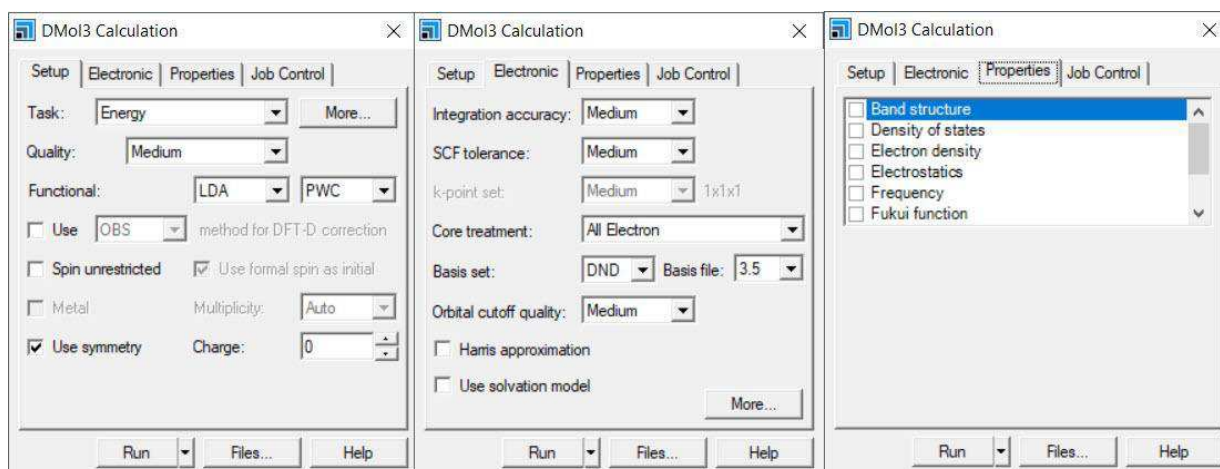 DMol3 Calculation
Setup Electronic Properties Job Control
Task: Energy More...
Quality: Medium
Functional: LDA PWC
Use OBS method for DFT-D correction
Spin unrestricted Use formal spin as initial
Metal Multiplicity: Auto
Use symmetry Charge: 0
Run Files... Help
DMol3 Calculation
Setup Electronic Properties Job Control
Integration accuracy: Medium
SCF tolerance: Medium
k-point set: Medium 1x1x1
Core treatment: All Electron
Basis set: DND Basis file: 3.5
Orbital cutoff quality: Medium
Harris approximation
Use solvation model
More...
Run Files... Help
DMol3 Calculation
Setup Electronic Properties Job Control
Band structure
Density of states
Electron density
Electrostatics
Frequency
Fukui function
Run Files... Help